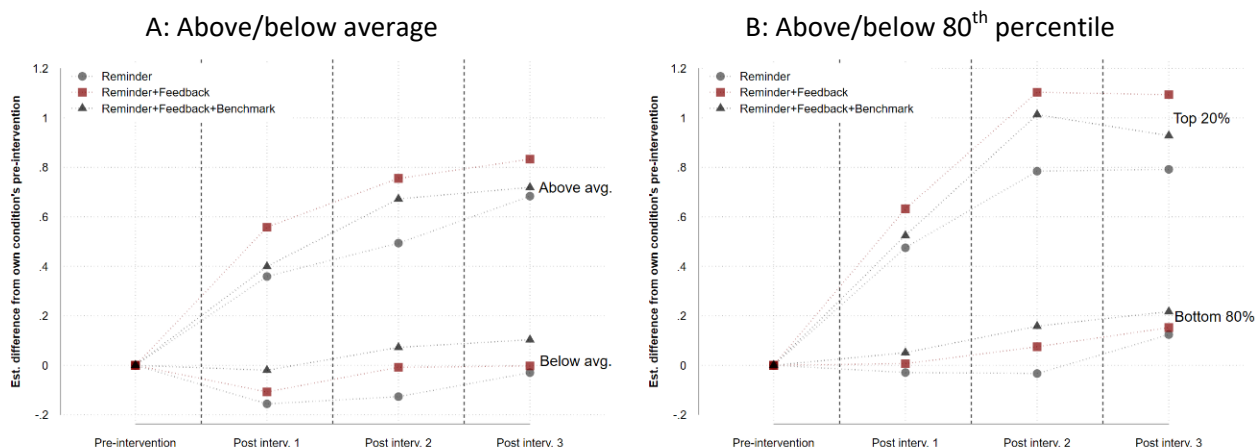 A: Above/below average
Est. difference from own condition's pre-intervention
1.2
1
.8
.6
.4
.2
0
-.2
Reminder
Reminder+Feedback
Reminder+Feedback+Benchmark
Above avg.
Below avg.
Pre-intervention Post interv. 1 Post interv. 2 Post interv. 3
B: Above/below 80th percentile
Est. difference from own condition's pre-intervention
1.2
1
.8
.6
.4
.2
0
-.2
Reminder
Reminder+Feedback
Reminder+Feedback+Benchmark
Top 20%
Bottom 80%
Pre-intervention Post interv. 1 Post interv. 2 Post interv. 3